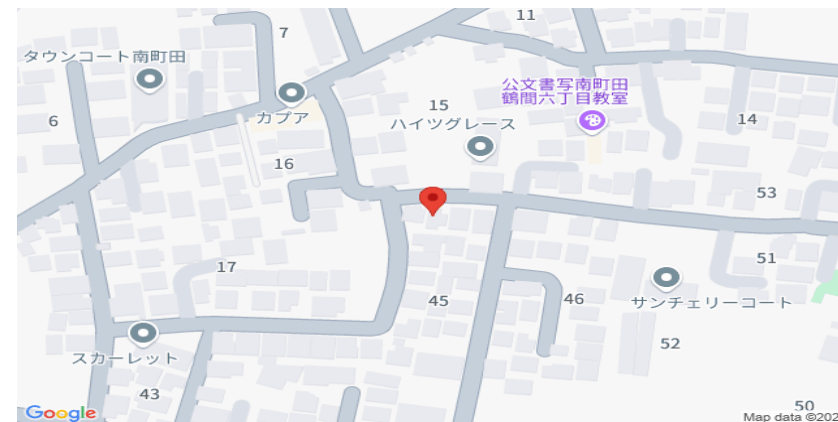 11
7
タウンコート南町田
公文書写南町田
鶴間六丁目教室
15
カプア
6
ハイツグレース
14
16
53
17
51
45
46
サンチェリーコート
52
スカーレット
43
50
Google
Map data ©202